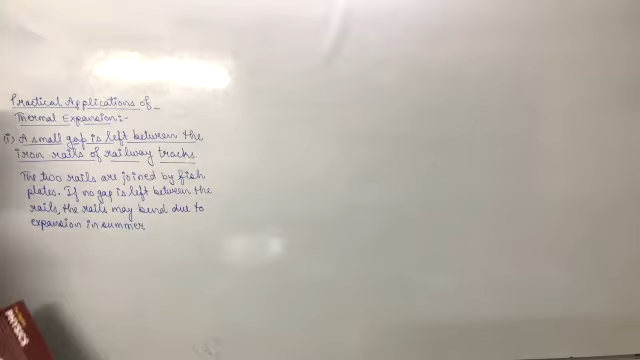 Practical Applications of
Thermal Expansion:-
(i) A small gap is left between the
iron rails of railway tracks
The two rails are joined by fish
plates. If no gap is left between the
rails, the rails may bend due to
expansion in summer